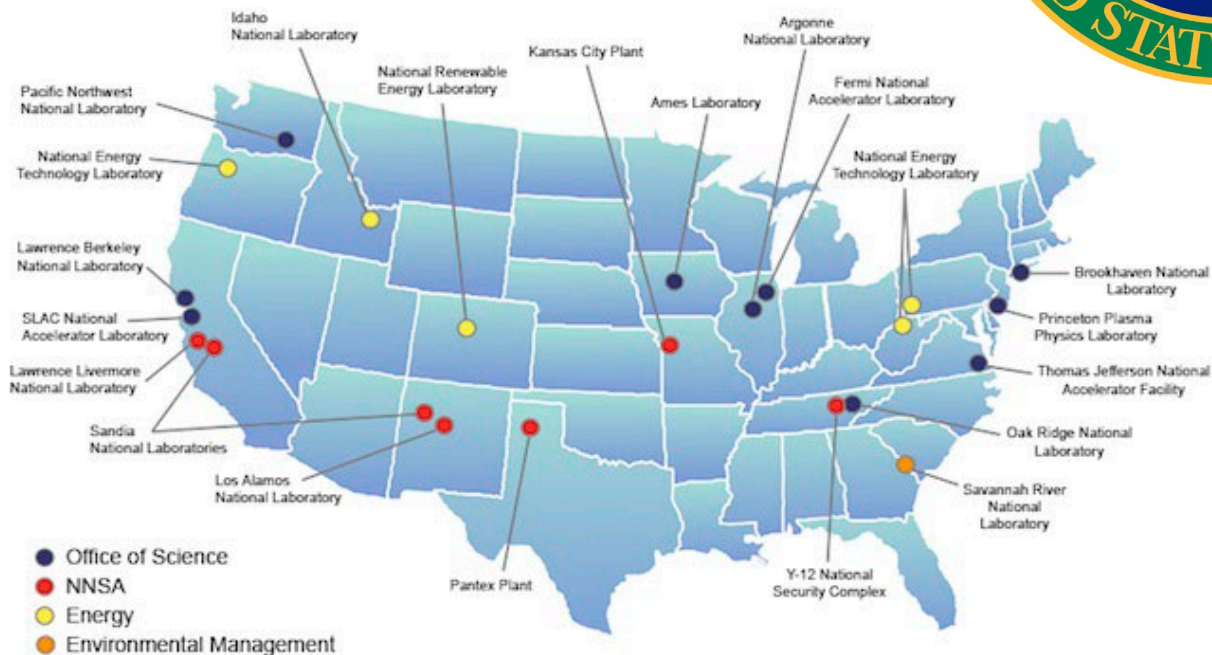 Idaho
National Laboratory
Argonne
National Laboratory
D STAT
Kansas City Plant
National Renewable
Energy Laboratory
Fermi National
Accelerator Laboratory
Pacific Northwest
National Laboratory
Ames Laboratory
National Energy
Technology Laboratory
National Energy
Technology Laboratory
Lawrence Berkeley
National Laboratory
Brookhaven National
Laboratory
SLAC National
Accelerator Laboratory
Princeton Plasma
Physics Laboratory
Lawrence Livermore
National Laboratory
Thomas Jefferson National
Accelerator Facility
Sandia
National Laboratories
Oak Ridge National
Laboratory
Los Alamos
National Laboratory
Savannah River
National
Laboratory
Pantex Plant
Y-12 National
Security Complex
Office of Science
NNSA
Energy
Environmental Management